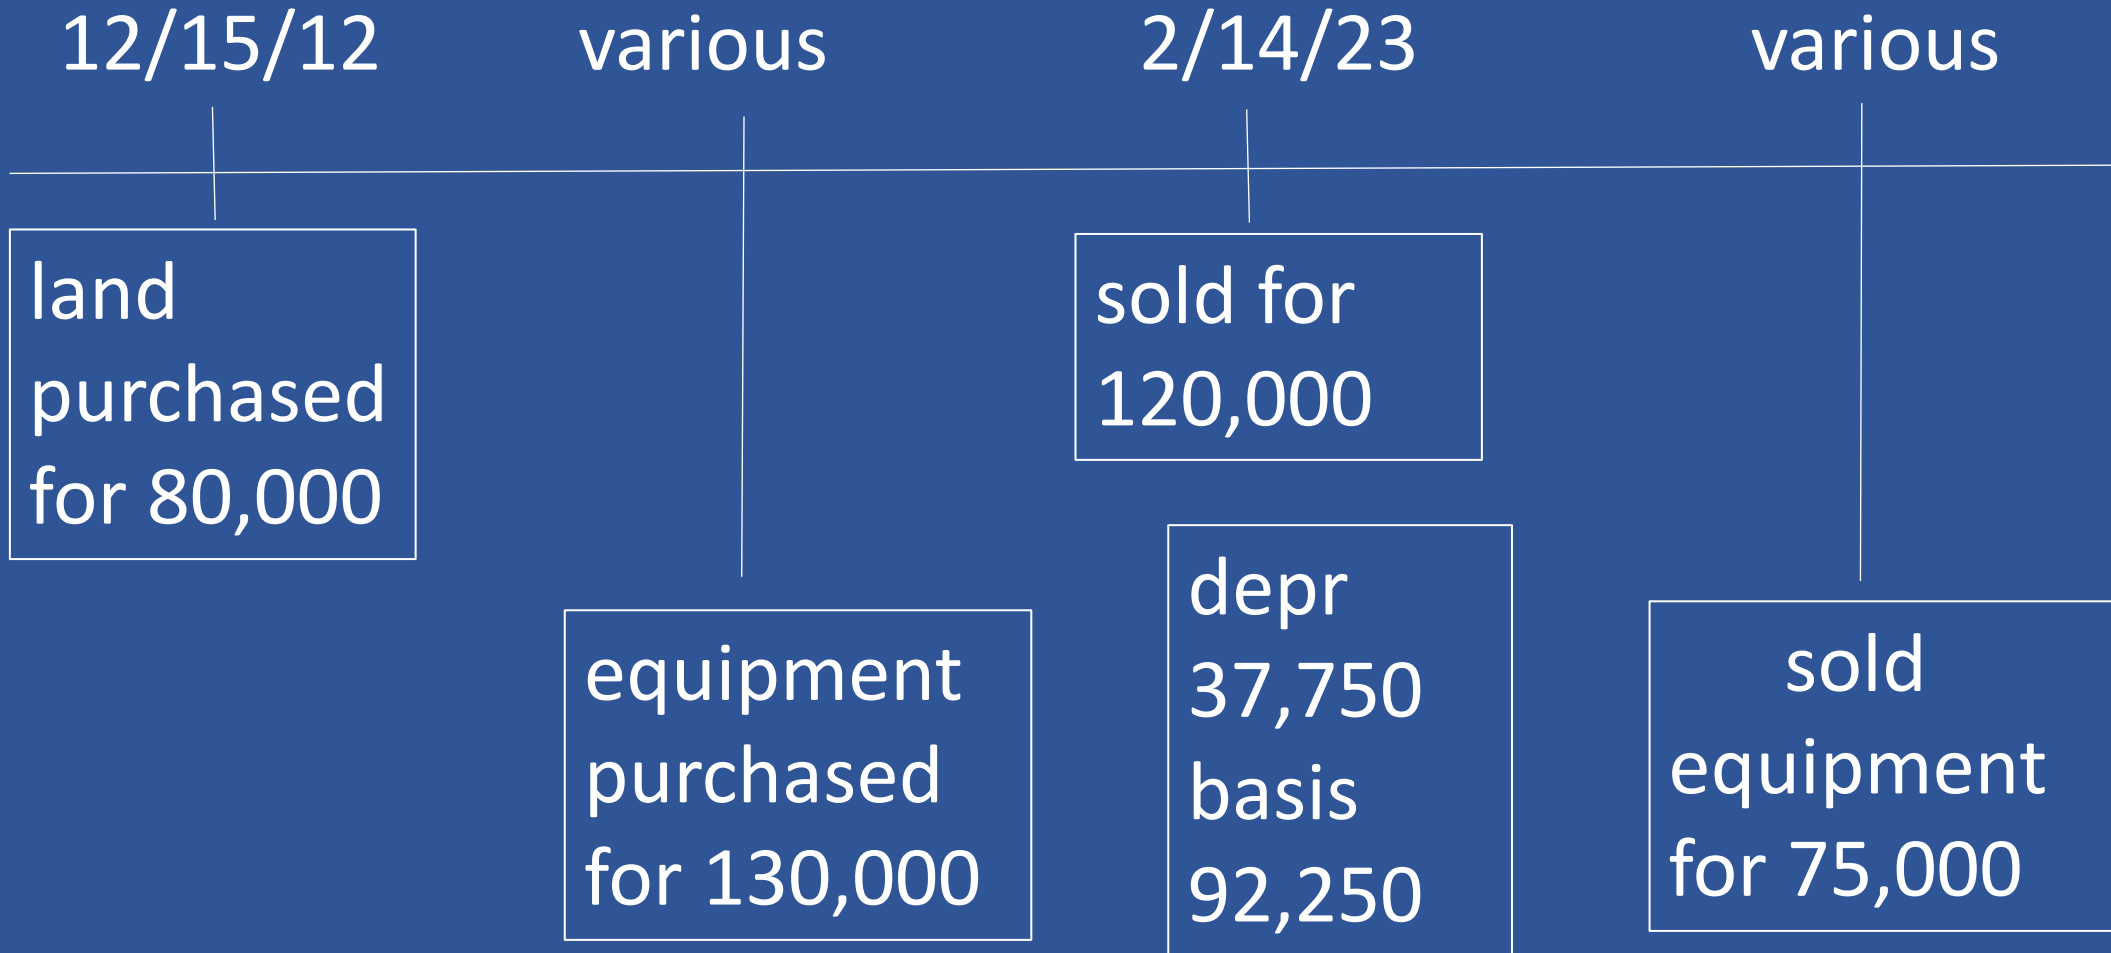 12/15/12
various
2/14/23
various
land
purchased
for 80,000
equipment
purchased
for 130,000
sold for
120,000
depr
37,750
basis
92,250
sold
equipment
for 75,000